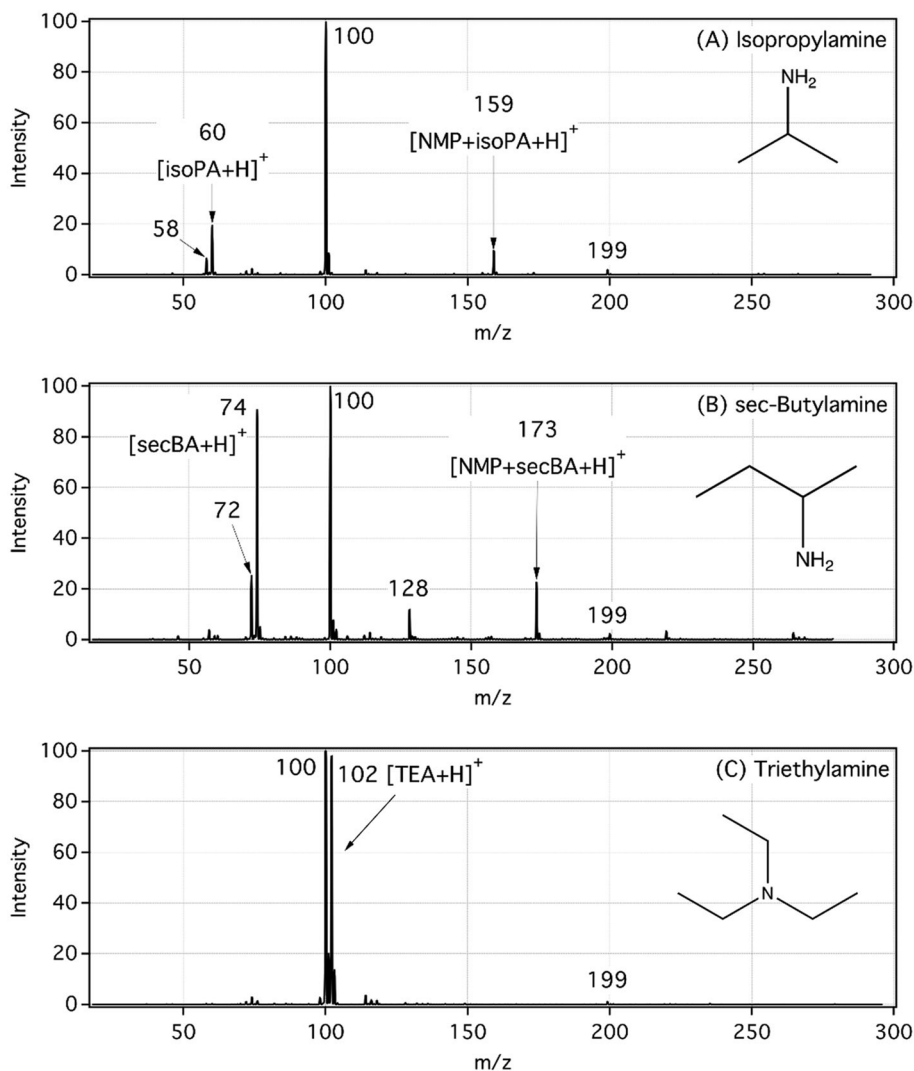 100
80
60
40
20
0
Intensity
50
100
150
200
250
300
m/z
(A) Isopropylamine
NH2
100
60
[isoPA+H]+
58
159
[NMP+isoPA+H]+
199
100
80
60
40
20
0
Intensity
50
100
150
200
250
300
m/z
(B) sec-Butylamine
NH2
74
[secBA+H]+
72
100
128
173
[NMP+secBA+H]+
199
100
80
60
40
20
0
Intensity
50
100
150
200
250
300
m/z
(C) Triethylamine
N
100
102 [TEA+H]+
199